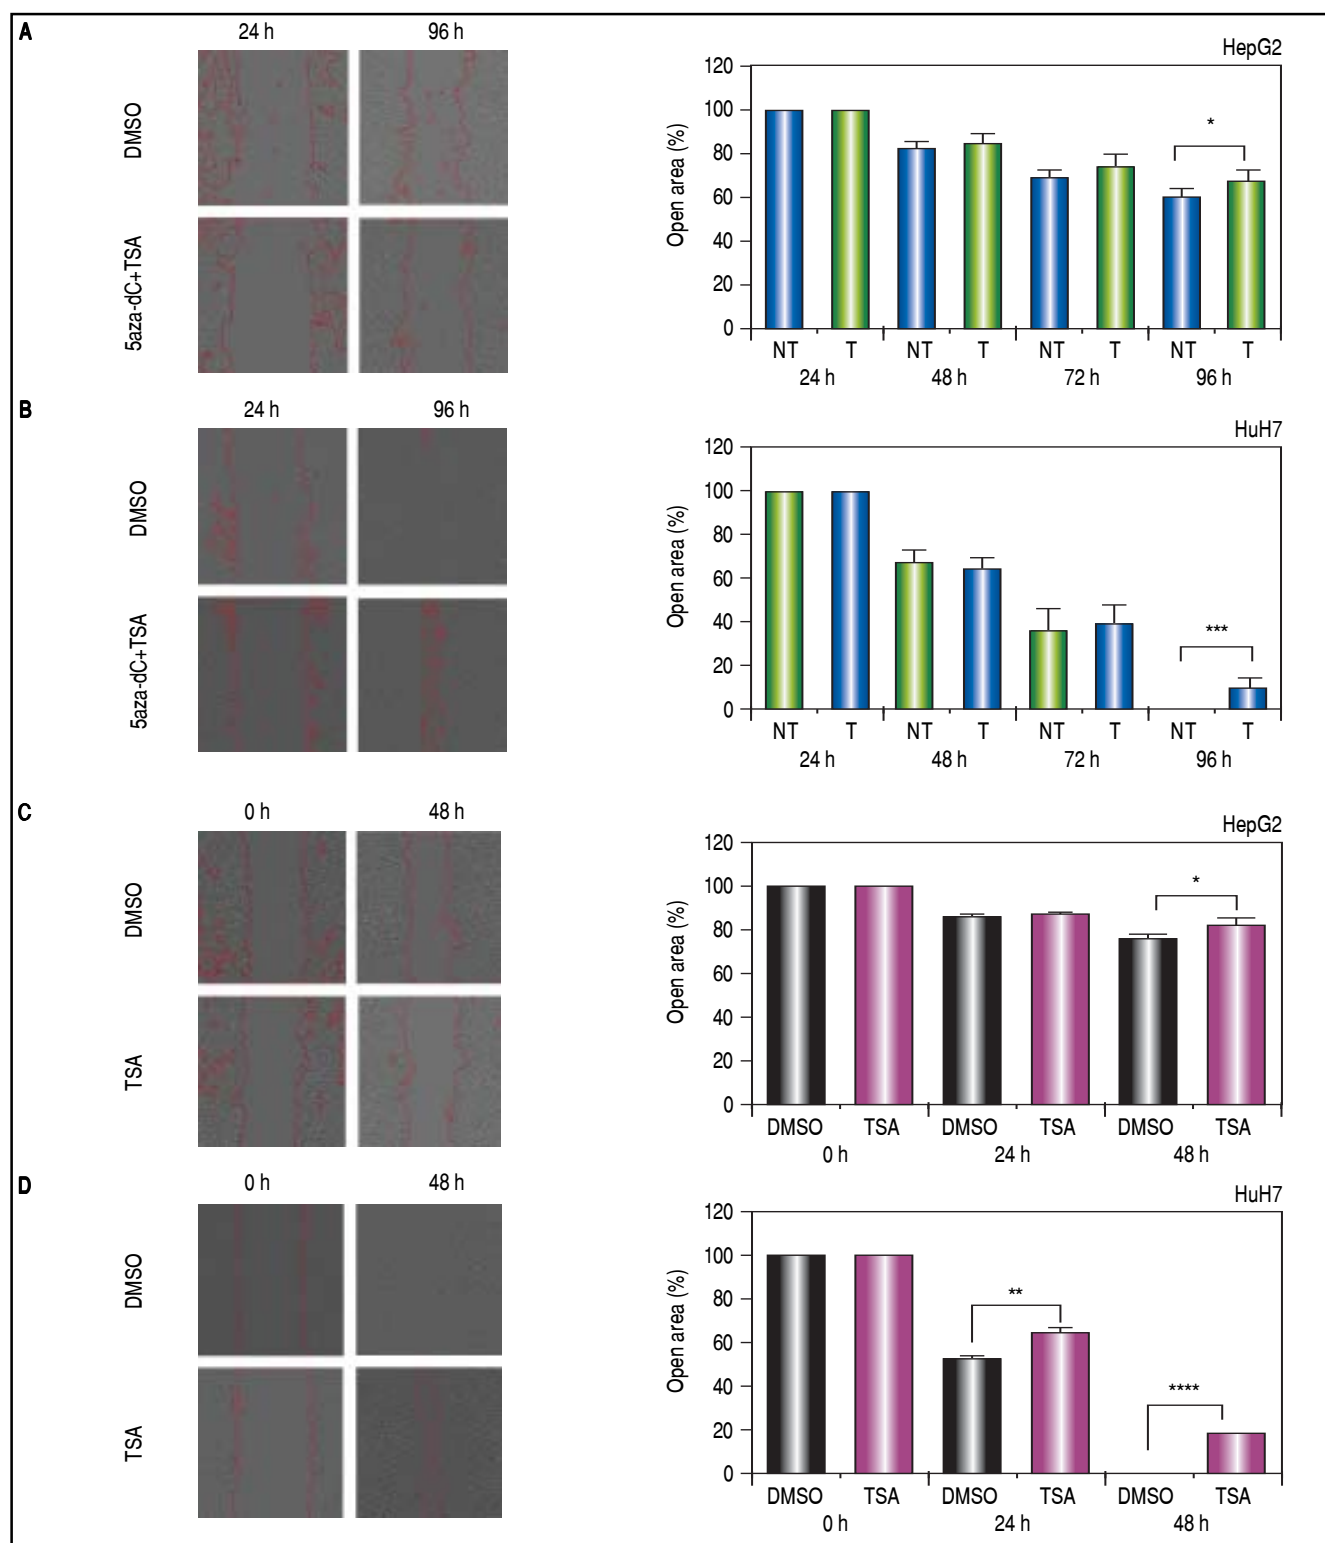 A
24 h 96 h
DMSO
5aza-dC+TSA
HepG2
Open area (%)
120
100
80
60
40
20
0
*
NT T NT T NT T NT T
24 h 48 h 72 h 96 h
B
24 h 96 h
DMSO
5aza-dC+TSA
HuH7
Open area (%)
120
100
80
60
40
20
0
***
NT T NT T NT T NT T
24 h 48 h 72 h 96 h
C
0 h 48 h
DMSO
TSA
HepG2
Open area (%)
120
100
80
60
40
20
0
*
DMSO TSA DMSO TSA DMSO TSA
0 h 24 h 48 h
D
0 h 48 h
DMSO
TSA
HuH7
Open area (%)
120
100
80
60
40
20
0
**
****
DMSO TSA DMSO TSA DMSO TSA
0 h 24 h 48 h